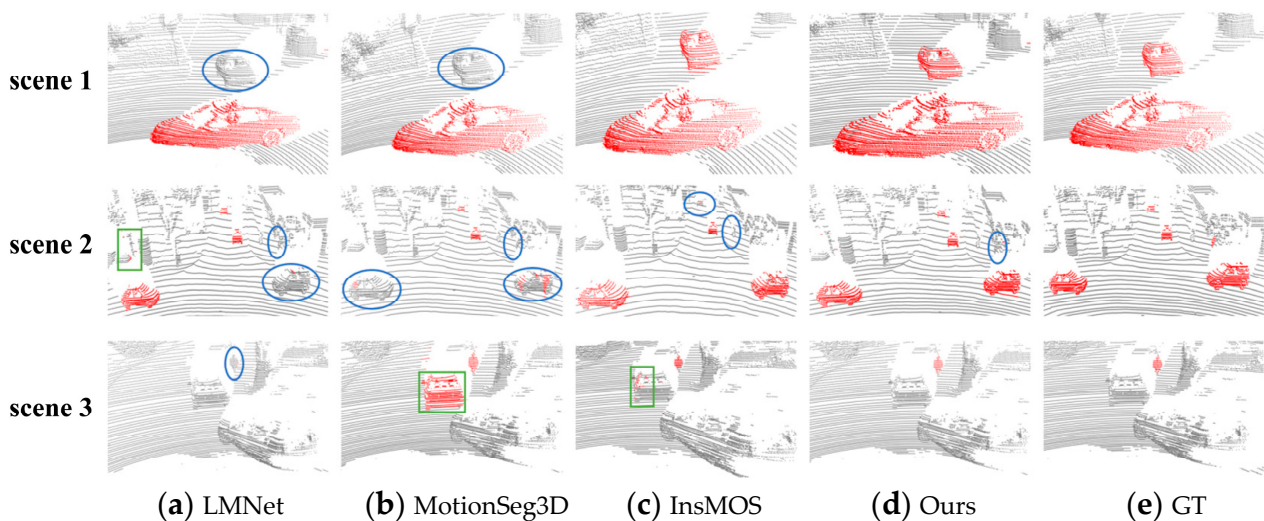 scene 1
scene 2
scene 3
(a) LMNet (b) MotionSeg3D (c) InsMOS (d) Ours (e) GT